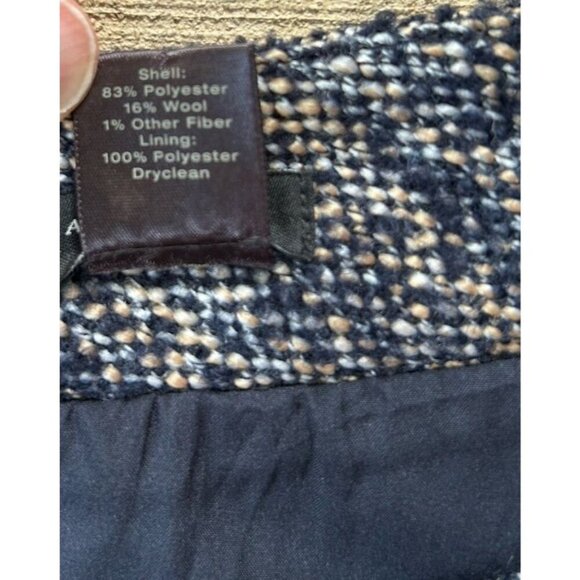 Shell:
83% Polyester
16% Wool
1% Other Fiber
Lining:
100% Polyester
Dryclean
A